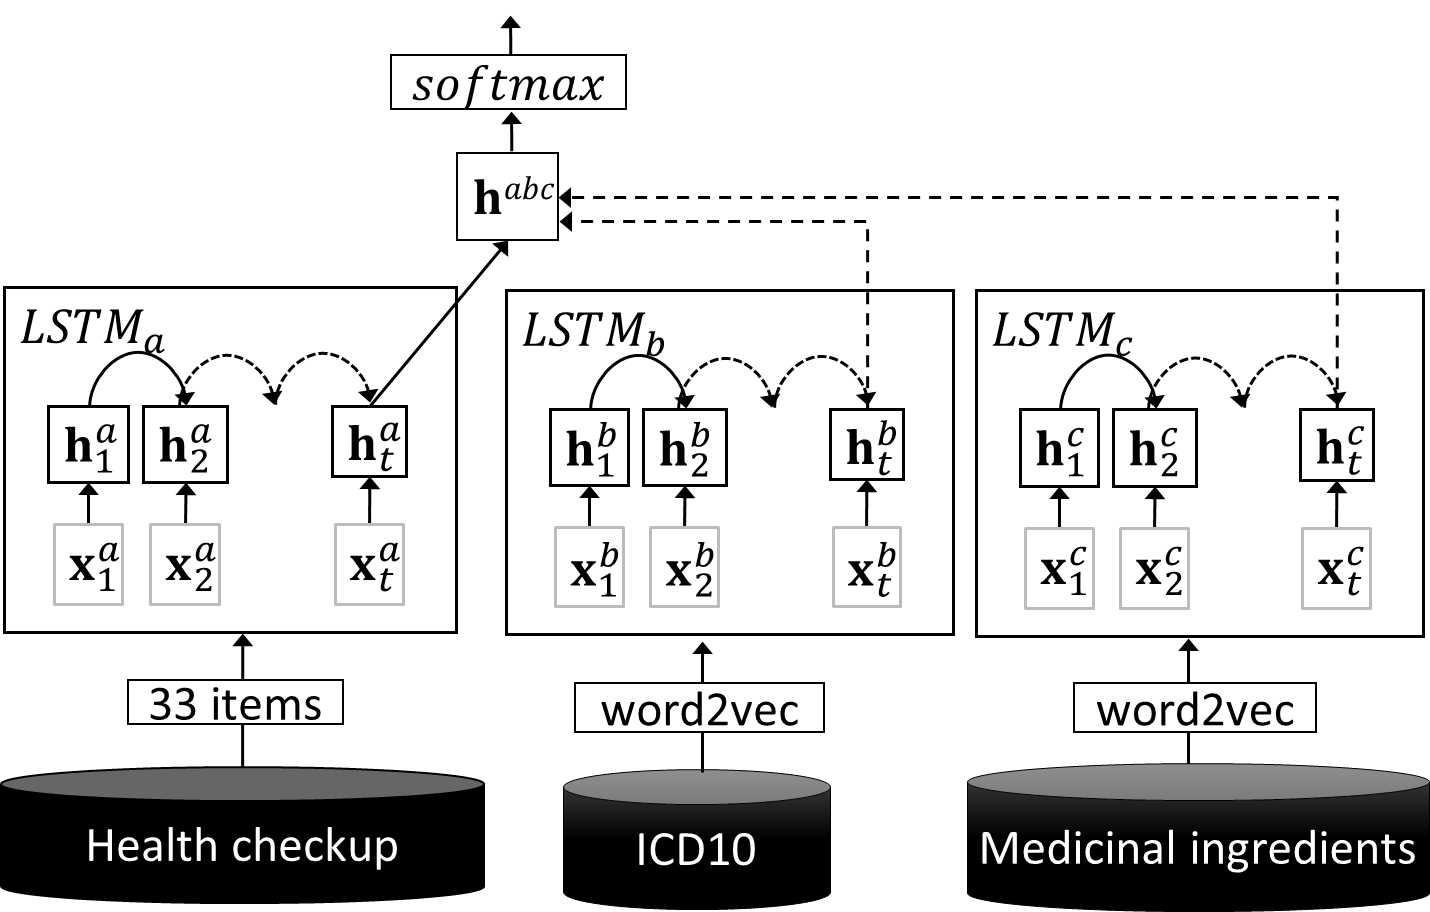 softmax
h^{abc}
LSTM_a
LSTM_b
LSTM_c
h_1^a h_2^a h_t^a
h_1^b h_2^b h_t^b
h_1^c h_2^c h_t^c
x_1^a x_2^a x_t^a
x_1^b x_2^b x_t^b
x_1^c x_2^c x_t^c
33 items
word2vec
word2vec
Health checkup
ICD10
Medicinal ingredients